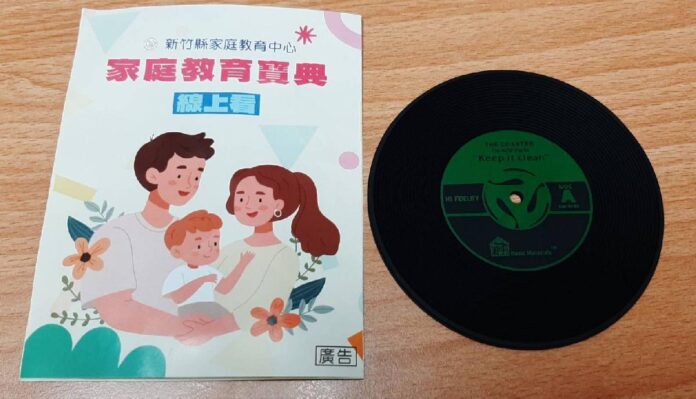 新竹縣家庭教育中心
家庭教育寶典
線上看
廣告
THE COASTER
"Keep it Clean"
HI FIDELITY
SIDE
A